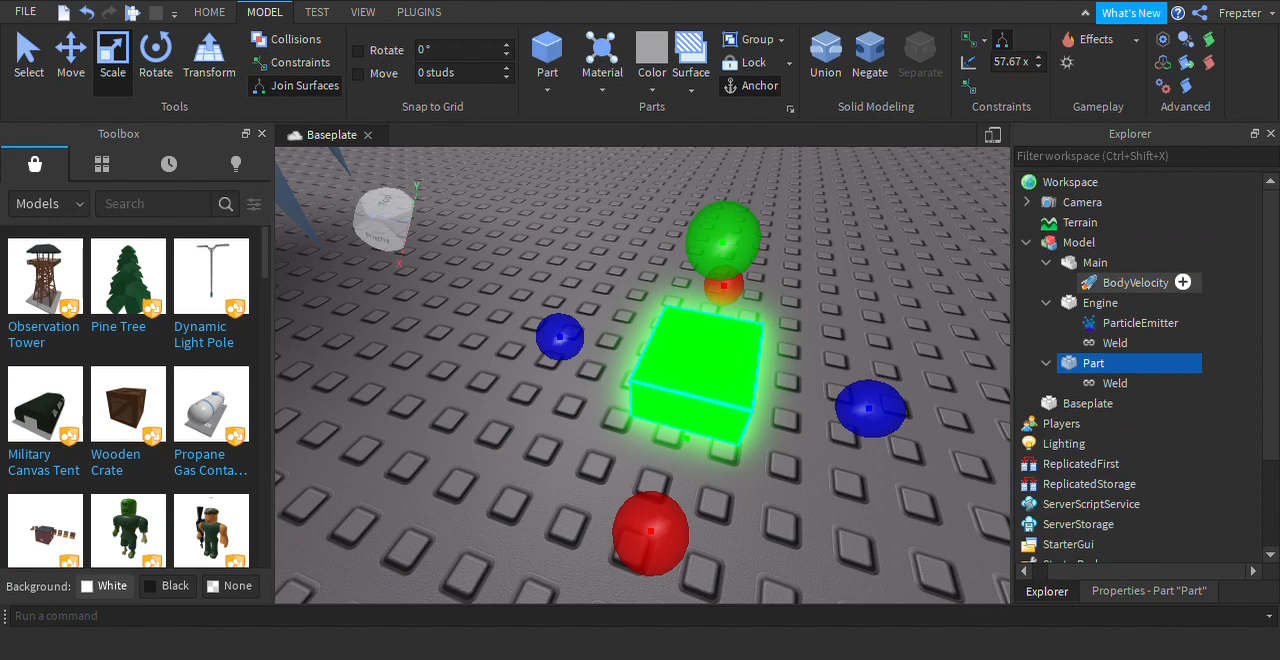 FILE
HOME
MODEL
TEST
VIEW
PLUGINS
What's New
Frepzter
Select
Move
Scale
Rotate
Transform
Collisions
Constraints
Join Surfaces
Tools
Rotate
0 °
Move
0 studs
Snap to Grid
Part
Material
Color
Surface
Group
Lock
Anchor
Parts
Union
Negate
Separate
Solid Modeling
57.67 x
Constraints
Effects
Gameplay
Advanced
Toolbox
Models
Search
Observation
Tower
Pine Tree
Dynamic
Light Pole
Military
Canvas Tent
Wooden
Crate
Propane
Gas Conta...
Background:
White
Black
None
Baseplate
Y
TOP
Right
X
Explorer
Filter workspace (Ctrl+Shift+X)
Workspace
Camera
Terrain
Model
Main
BodyVelocity
Engine
ParticleEmitter
Weld
Part
Weld
Baseplate
Players
Lighting
ReplicatedFirst
ReplicatedStorage
ServerScriptService
ServerStorage
StarterGui
Explorer
Properties - Part "Part"
Run a command